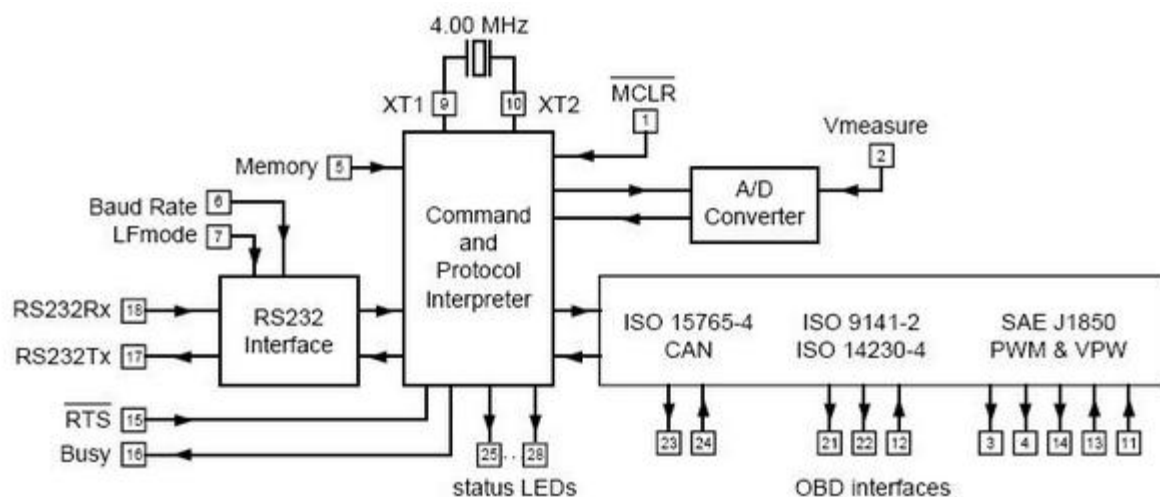 4.00 MHz
XT1 9 10 XT2
MCLR
1
Vmeasure
2
Memory 5
A/D
Converter
Baud Rate 6
LFmode 7
Command
and
Protocol
Interpreter
RS232Rx 18
RS232Tx 17
RS232
Interface
ISO 15765-4
CAN
ISO 9141-2
ISO 14230-4
SAE J1850
PWM & VPW
RTS 15
Busy 16
25 ... 28
status LEDs
23 24
21 22 12
3 4 14 13 11
OBD interfaces